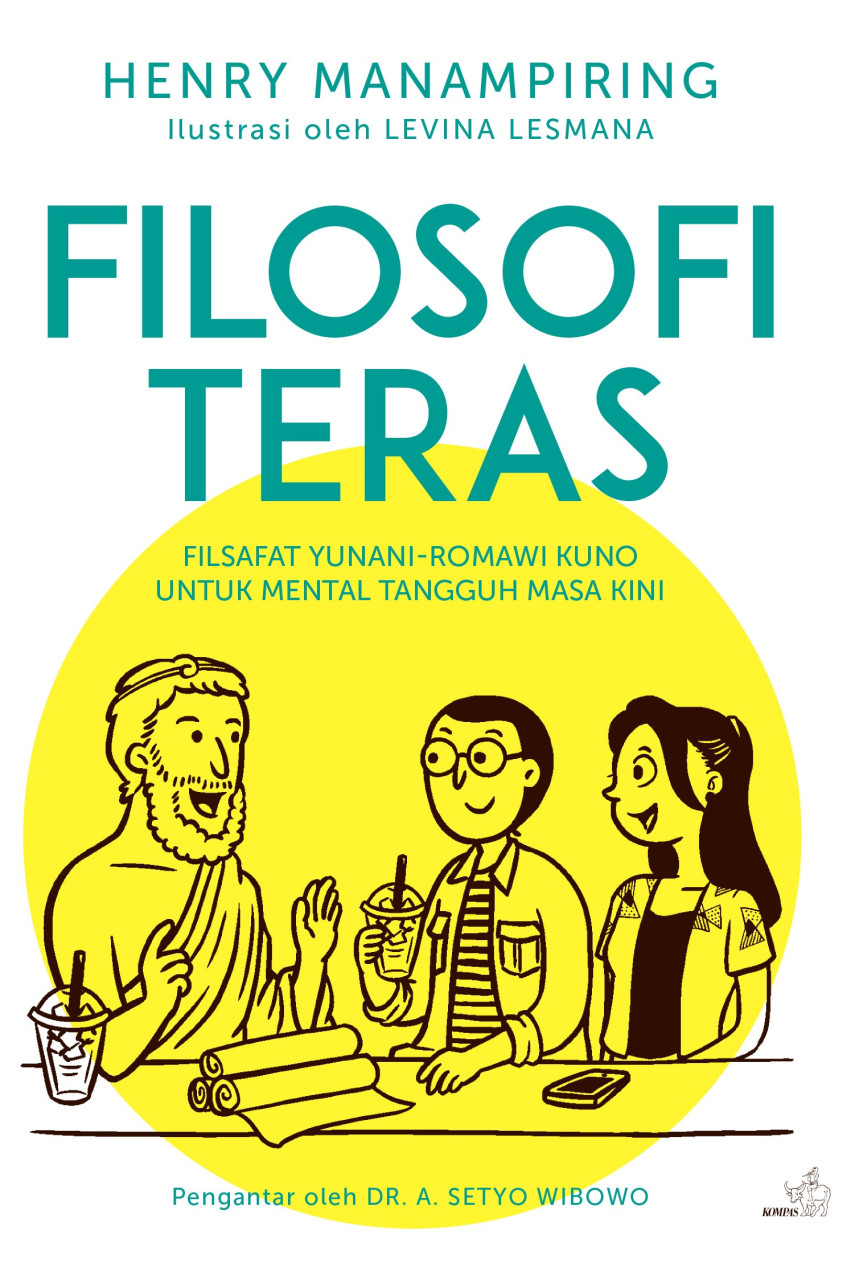 HENRY MANAMPIRING
Ilustrasi oleh LEVINA LESMANA
FILOSOFI
TERAS
FILSAFAT YUNANI-ROMAWI KUNO
UNTUK MENTAL TANGGUH MASA KINI
Pengantar oleh DR. A. SETYO WIBOWO
KOMPAS